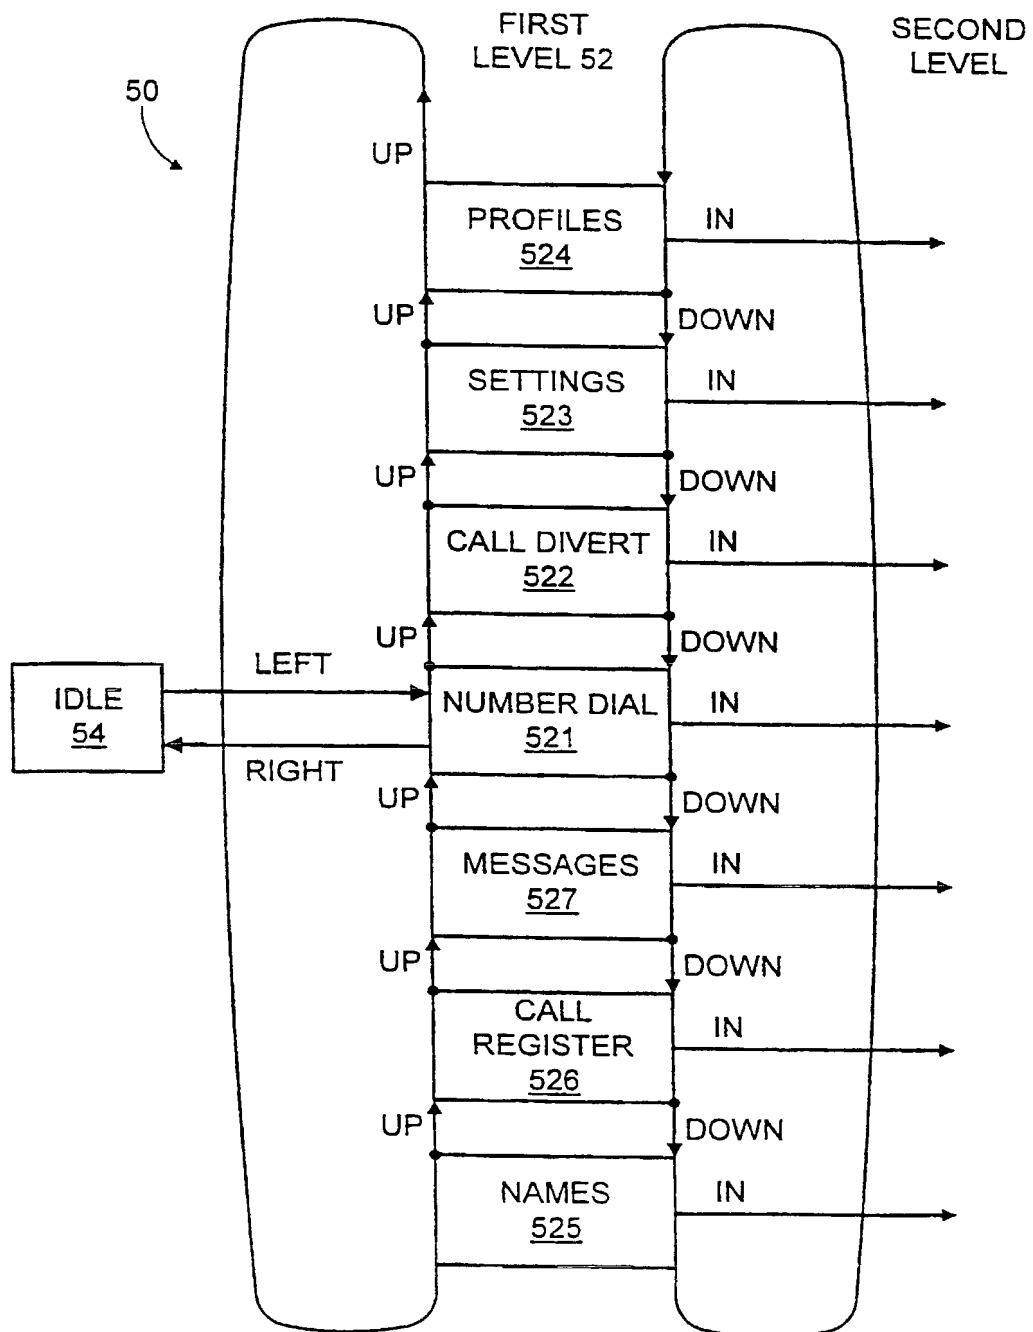 FIRST
LEVEL 52
SECOND
LEVEL
50
UP
PROFILES
524
IN
UP
DOWN
SETTINGS
523
IN
UP
DOWN
CALL DIVERT
522
IN
UP
DOWN
LEFT
IDLE
54
NUMBER DIAL
521
IN
RIGHT
UP
DOWN
MESSAGES
527
IN
UP
DOWN
CALL
REGISTER
526
IN
UP
DOWN
NAMES
525
IN